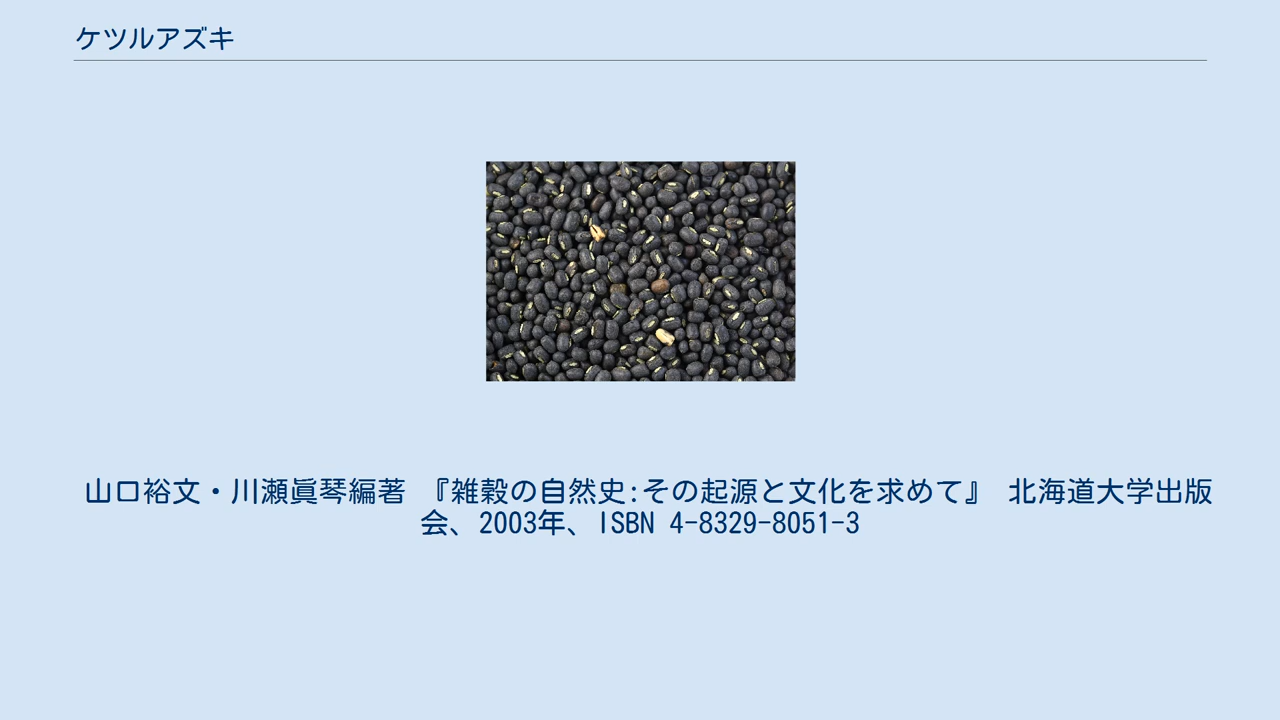 ケツルアズキ
山口裕文・川瀬眞琴編著 『雑穀の自然史:その起源と文化を求めて』 北海道大学出版
会、2003年、ISBN 4-8329-8051-3